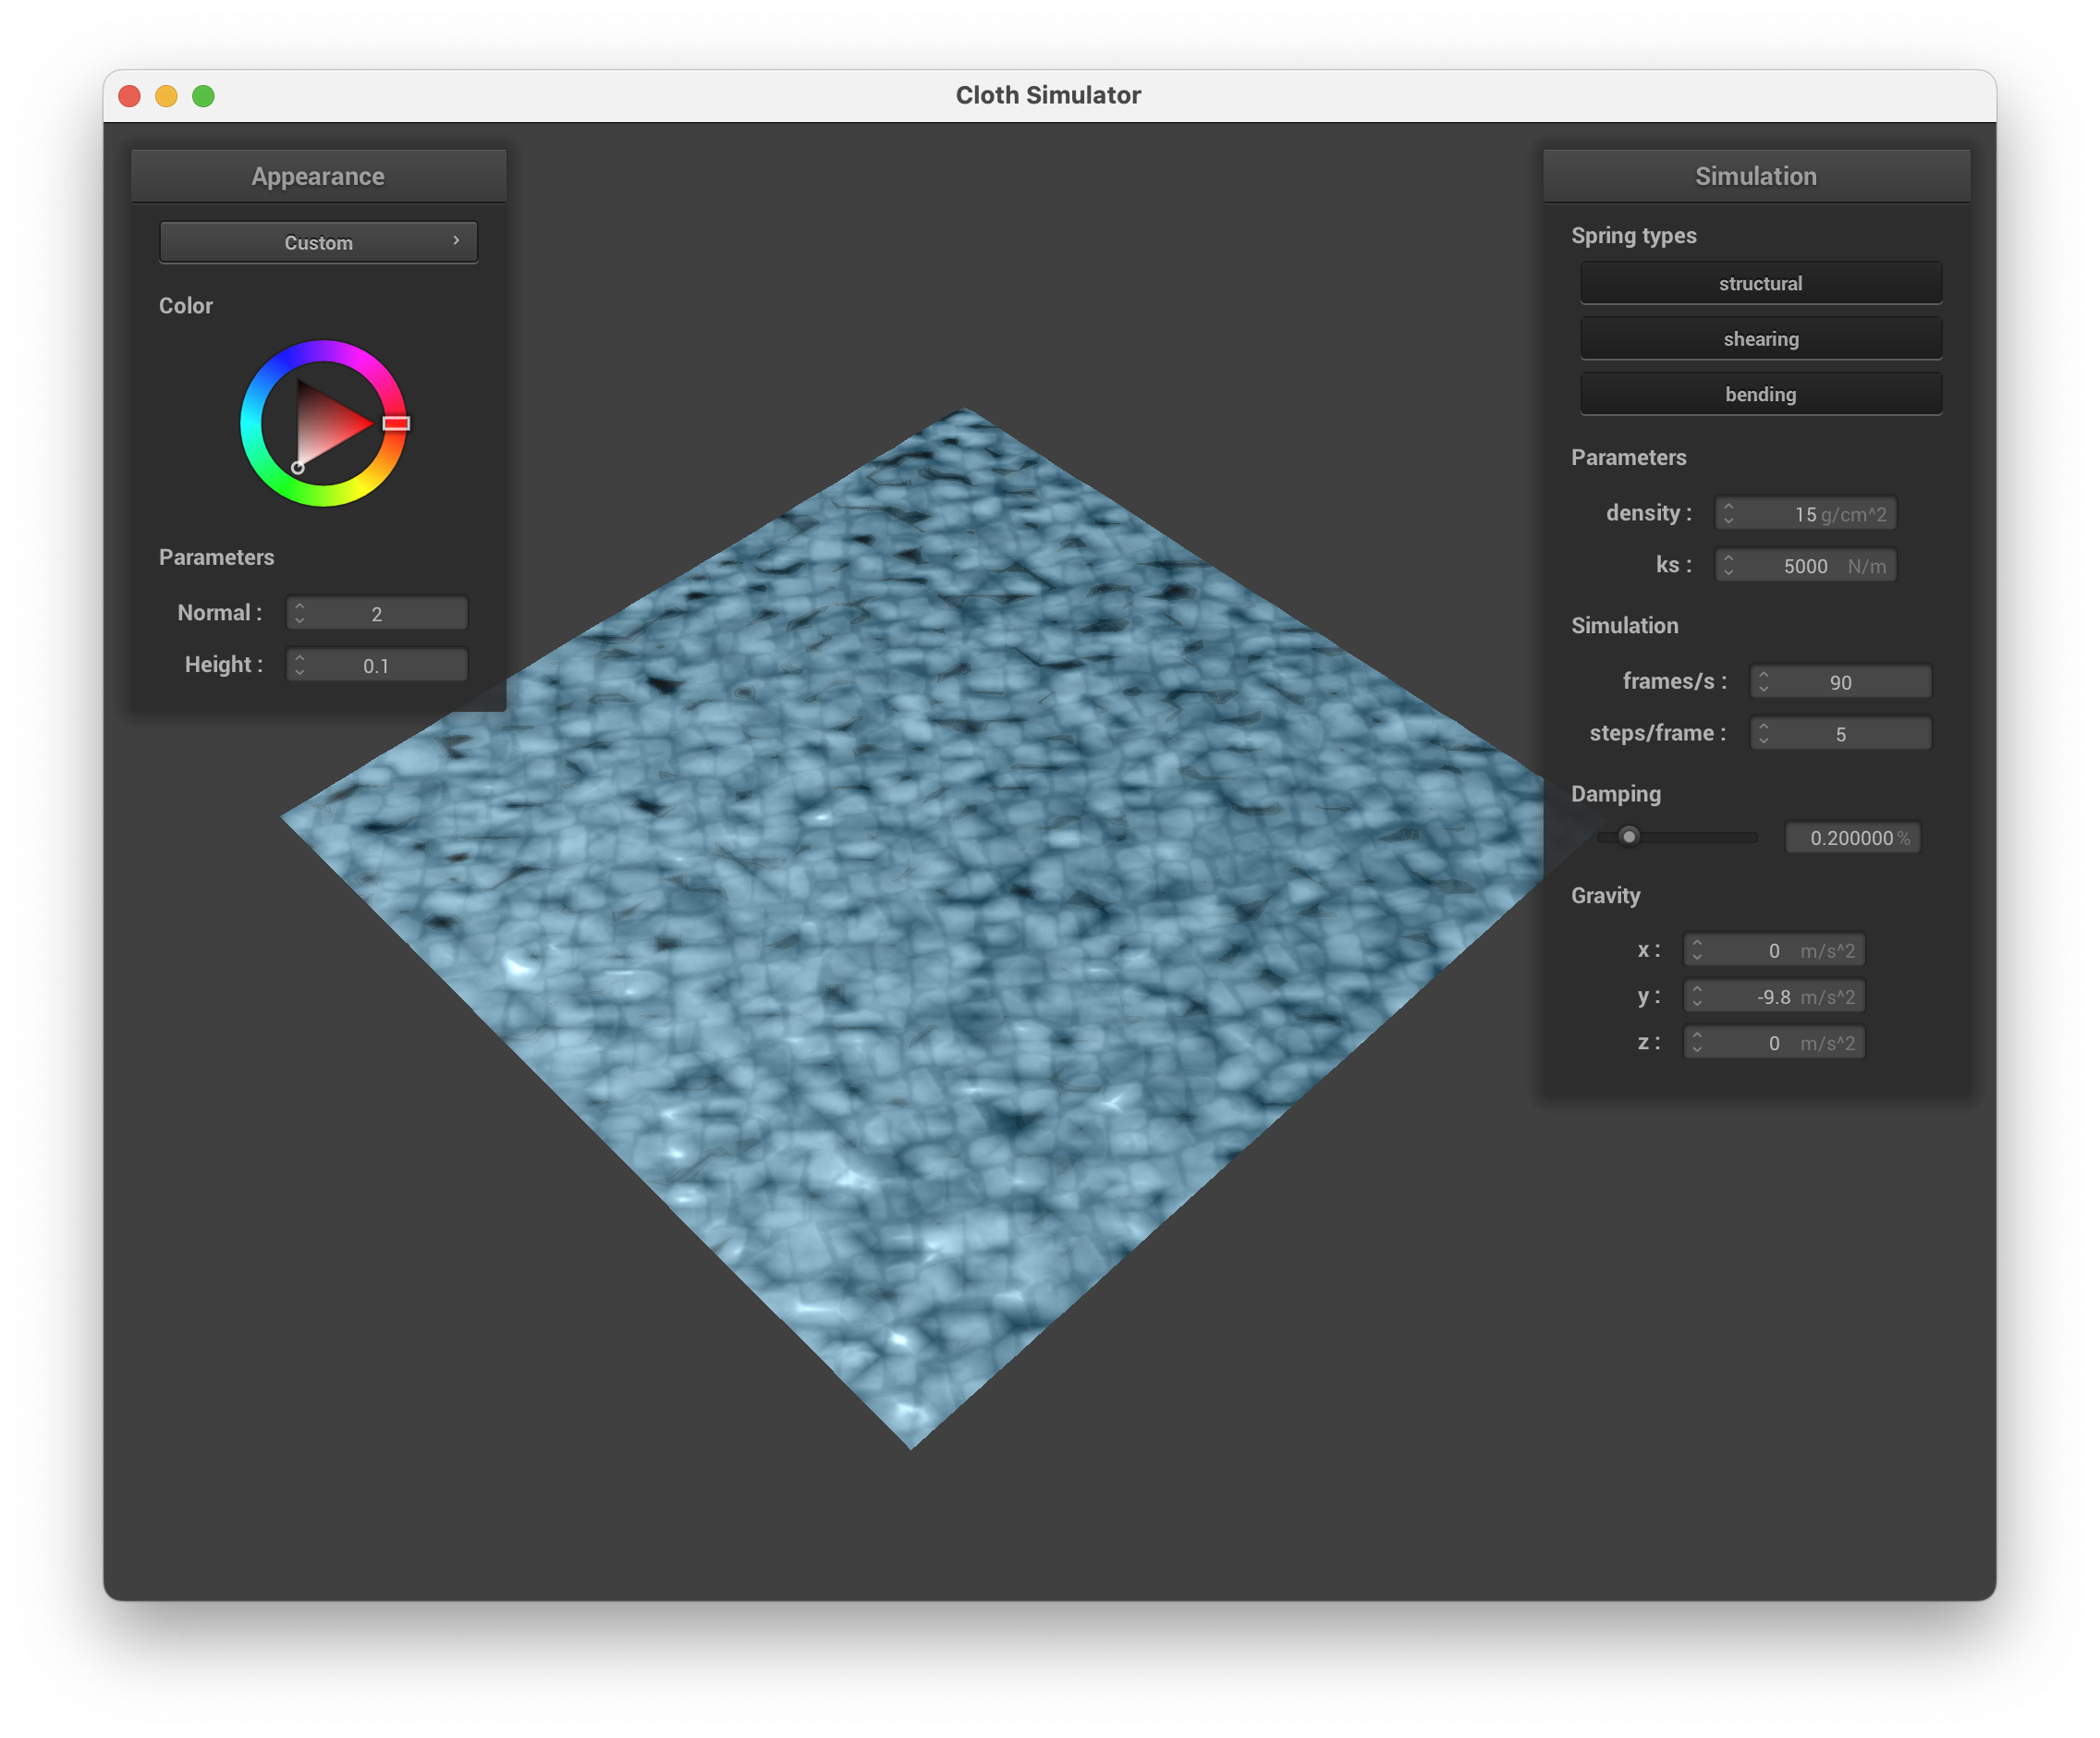 Cloth Simulator
Appearance
Custom
Color
Parameters
Normal : 2
Height : 0.1
Simulation
Spring types
structural
shearing
bending
Parameters
density : 15 g/cm^2
ks : 5000 N/m
Simulation
frames/s : 90
steps/frame : 5
Damping
0.200000 %
Gravity
x : 0 m/s^2
y : -9.8 m/s^2
z : 0 m/s^2